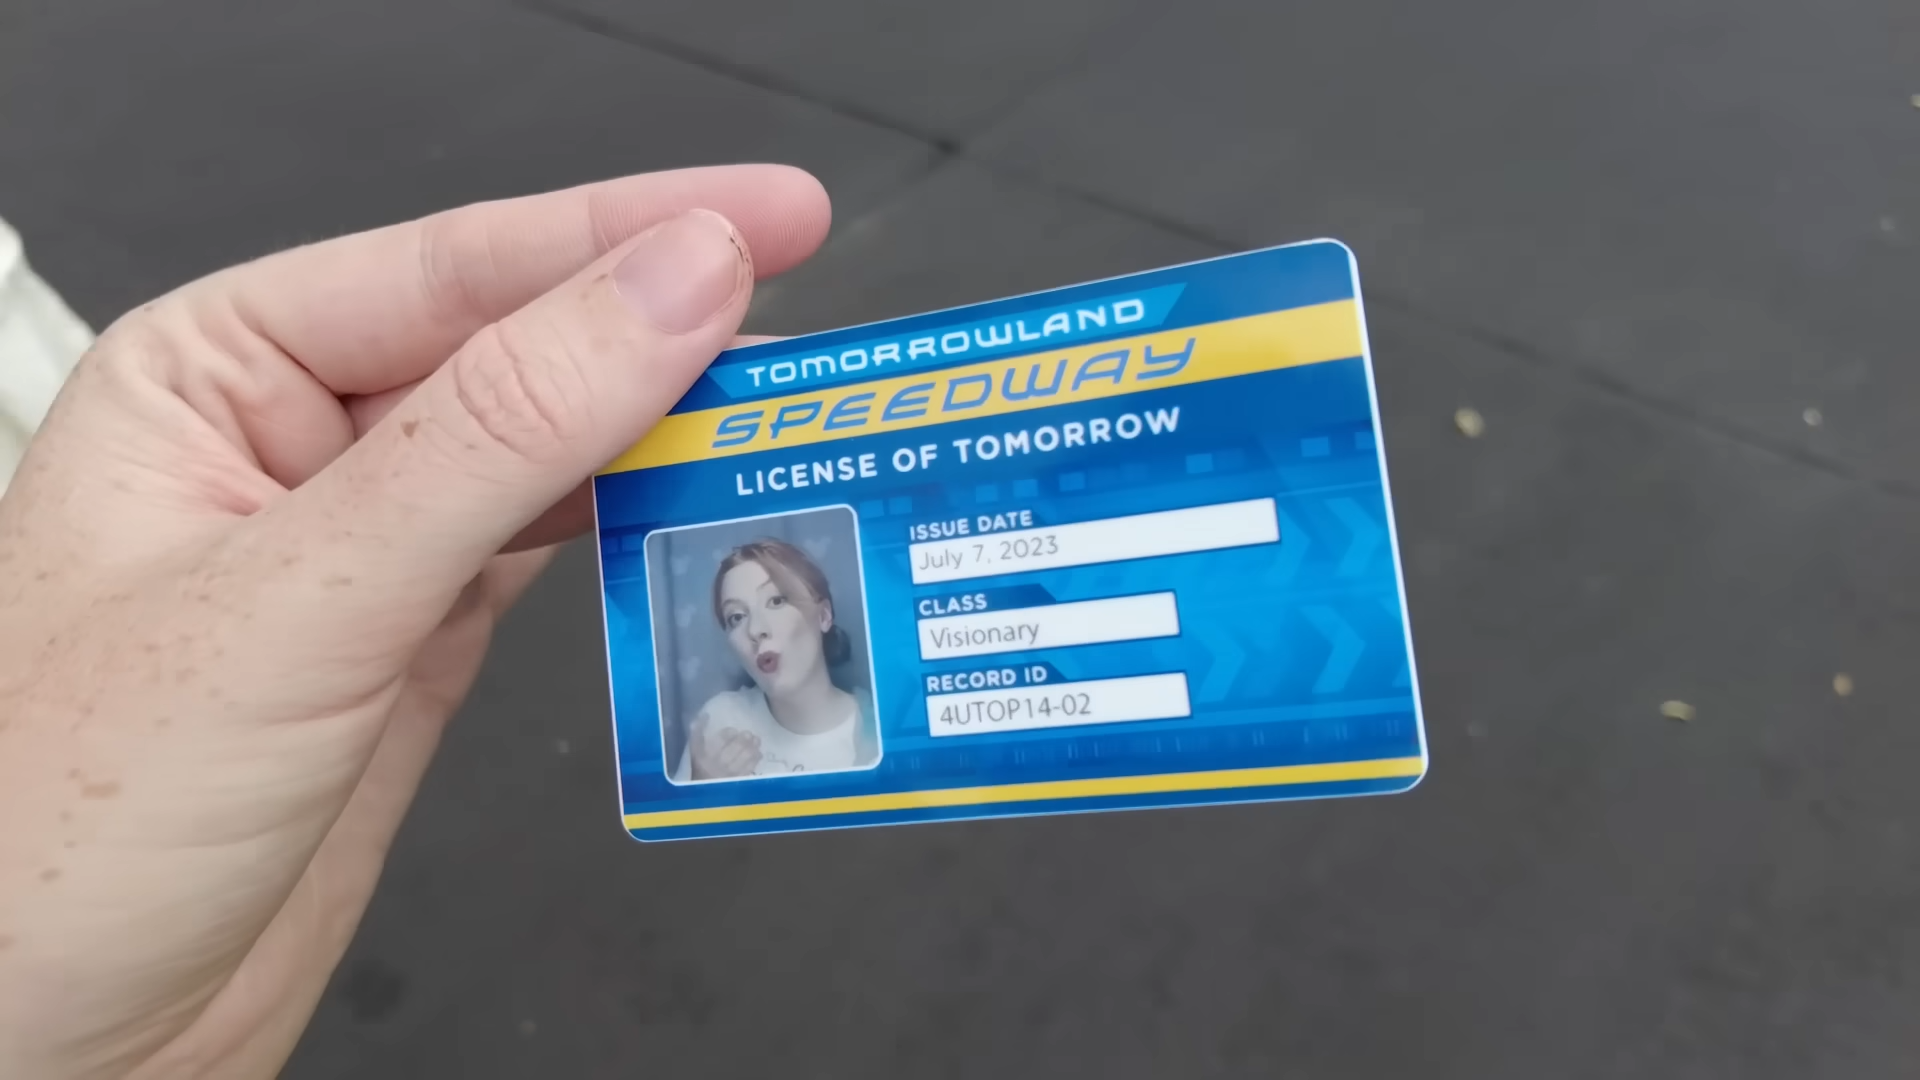 TOMORROWLAND
SPEEDWAY
LICENSE OF TOMORROW
ISSUE DATE
July 7, 2023
CLASS
Visionary
RECORD ID
4UTOP14-02